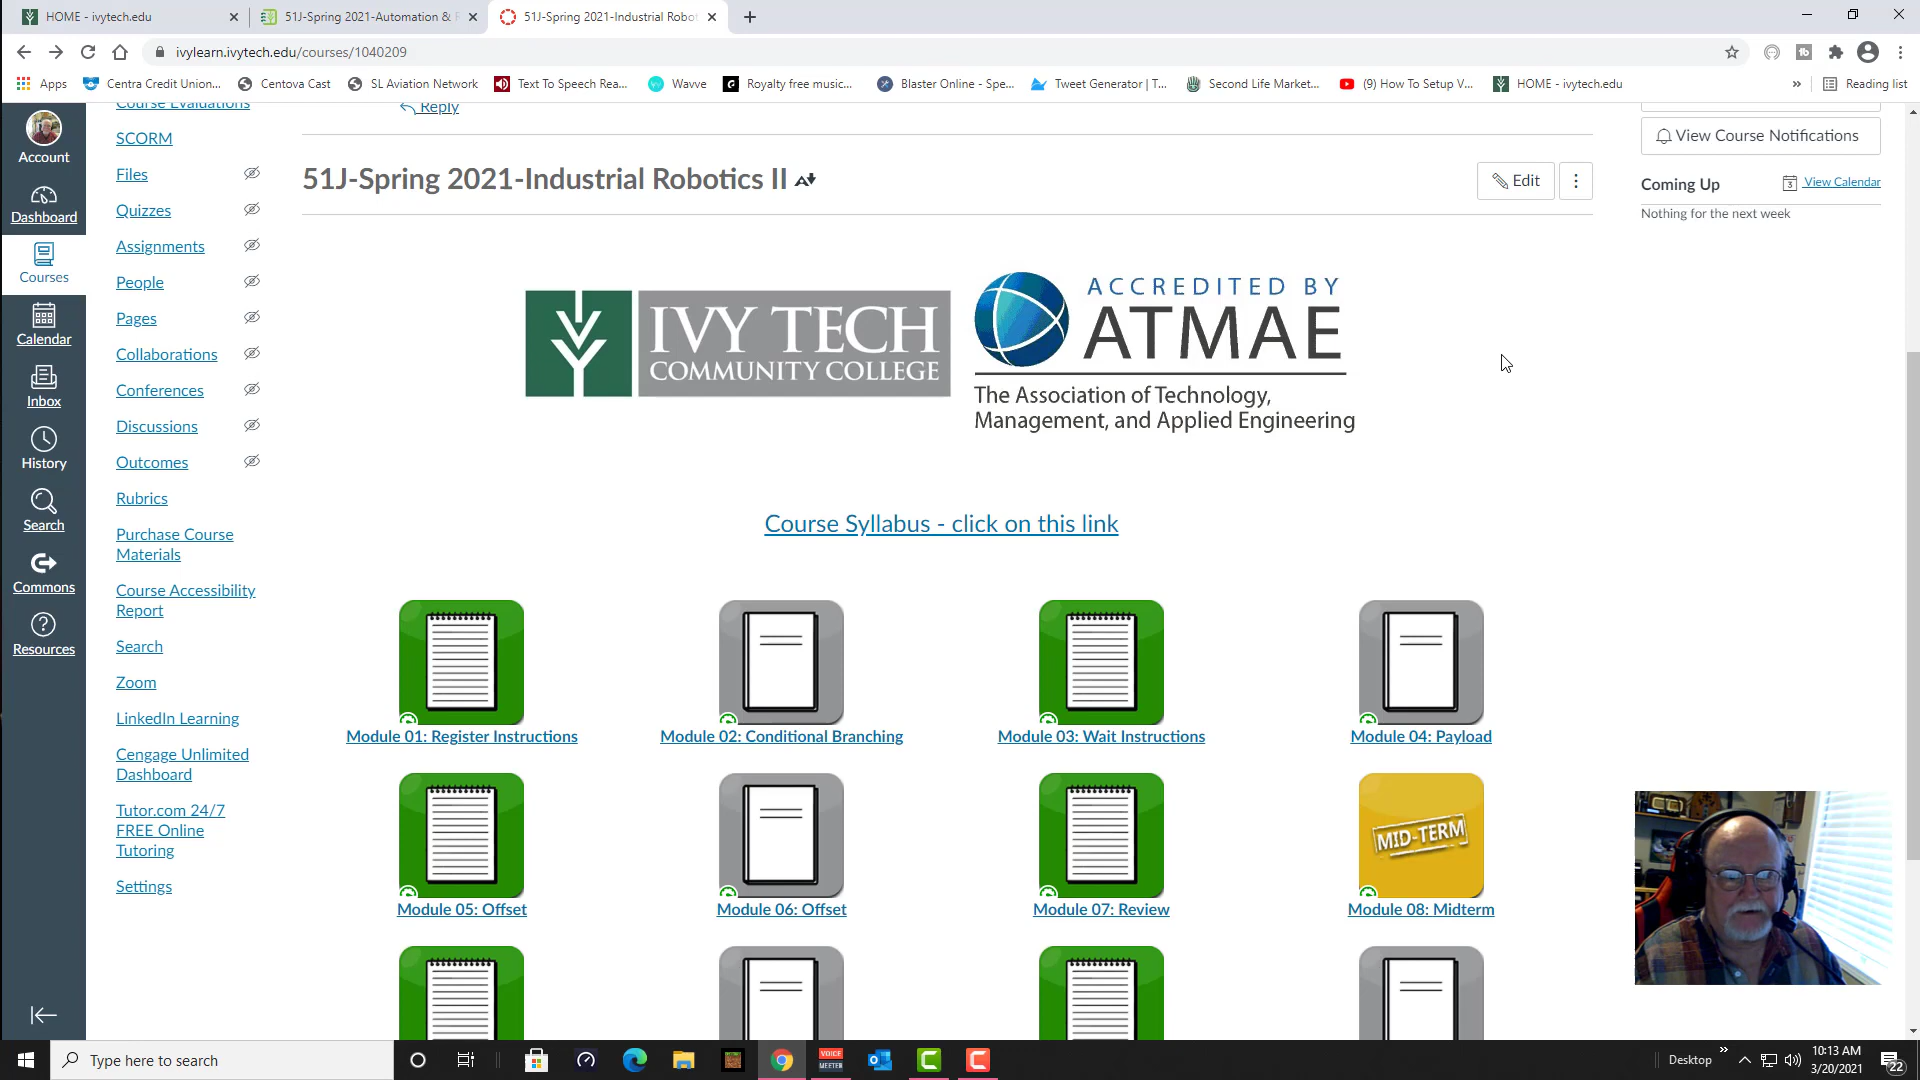 HOME - ivytech.edu
51J-Spring 2021-Automation & R
51J-Spring 2021-Industrial Robot
ivylearn.ivytech.edu/courses/1040209
Apps
Centra Credit Union...
Centova Cast
SL Aviation Network
Text To Speech Rea...
Wavve
Royalty free music...
Blaster Online - Spe...
Tweet Generator | T...
Second Life Market...
(9) How To Setup V...
HOME - ivytech.edu
»
Reading list
Account
Dashboard
Courses
Calendar
Inbox
History
Search
Commons
Resources
Course Evaluations
SCORM
Files
Quizzes
Assignments
People
Pages
Collaborations
Conferences
Discussions
Outcomes
Rubrics
Purchase Course
Materials
Course Accessibility
Report
Search
Zoom
LinkedIn Learning
Cengage Unlimited
Dashboard
Tutor.com 24/7
FREE Online
Tutoring
Settings
Reply
51J-Spring 2021-Industrial Robotics II
Edit
IVY TECH
COMMUNITY COLLEGE
ACCREDITED BY
ATMAE
The Association of Technology,
Management, and Applied Engineering
Course Syllabus - click on this link
Module 01: Register Instructions
Module 02: Conditional Branching
Module 03: Wait Instructions
Module 04: Payload
MID-TERM
Module 05: Offset
Module 06: Offset
Module 07: Review
Module 08: Midterm
View Course Notifications
Coming Up
3
View Calendar
Nothing for the next week
Type here to search
VOICE
MEETER
Desktop
»
10:13 AM
3/20/2021
22